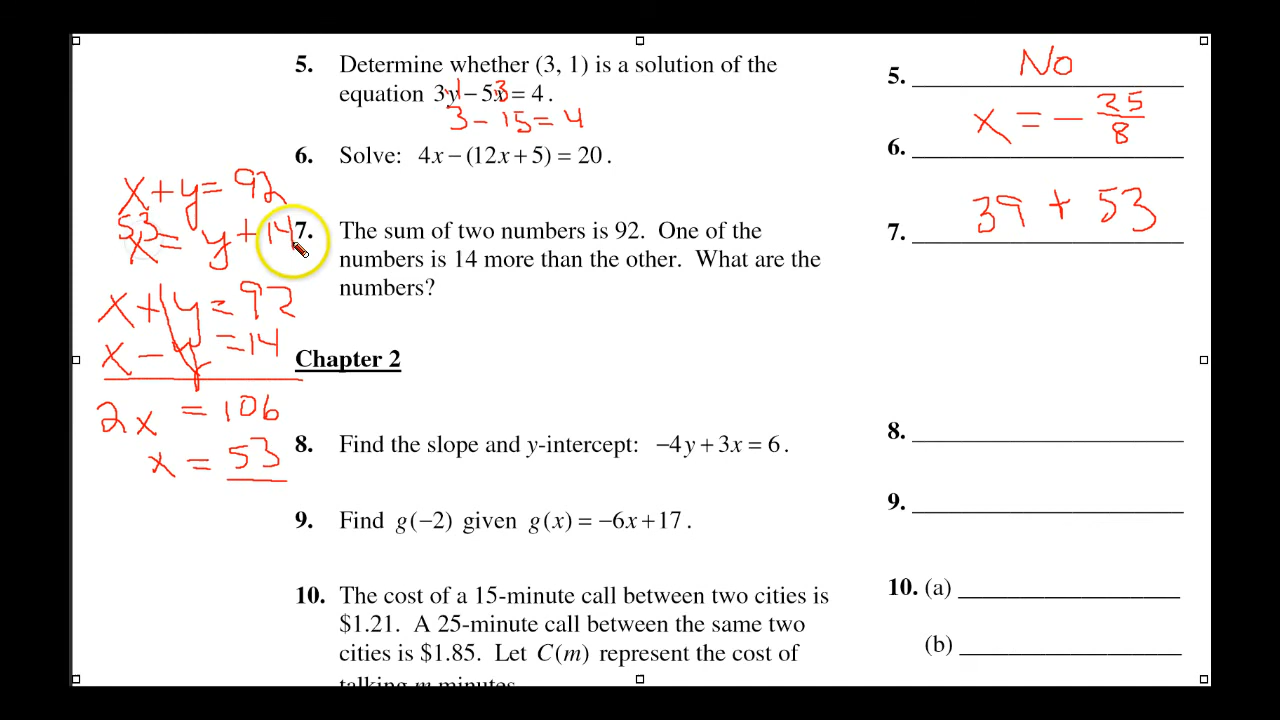 5. Determine whether (3, 1) is a solution of the
equation 3y − 5x = 4.
1 3
3 - 15 = 4
5. No
6. Solve: 4x − (12x + 5) = 20.
6. x = - 25/8
x + y = 92
53
x = y + 14
7. The sum of two numbers is 92. One of the
numbers is 14 more than the other. What are the
numbers?
7. 39 + 53
x + y = 92
x - y = 14
2x = 106
x = 53
Chapter 2
8. Find the slope and y-intercept: −4y + 3x = 6.
8.
9. Find g(−2) given g(x) = −6x + 17.
9.
10. The cost of a 15-minute call between two cities is
$1.21. A 25-minute call between the same two
cities is $1.85. Let C(m) represent the cost of
talking m minutes.
10. (a)
(b)